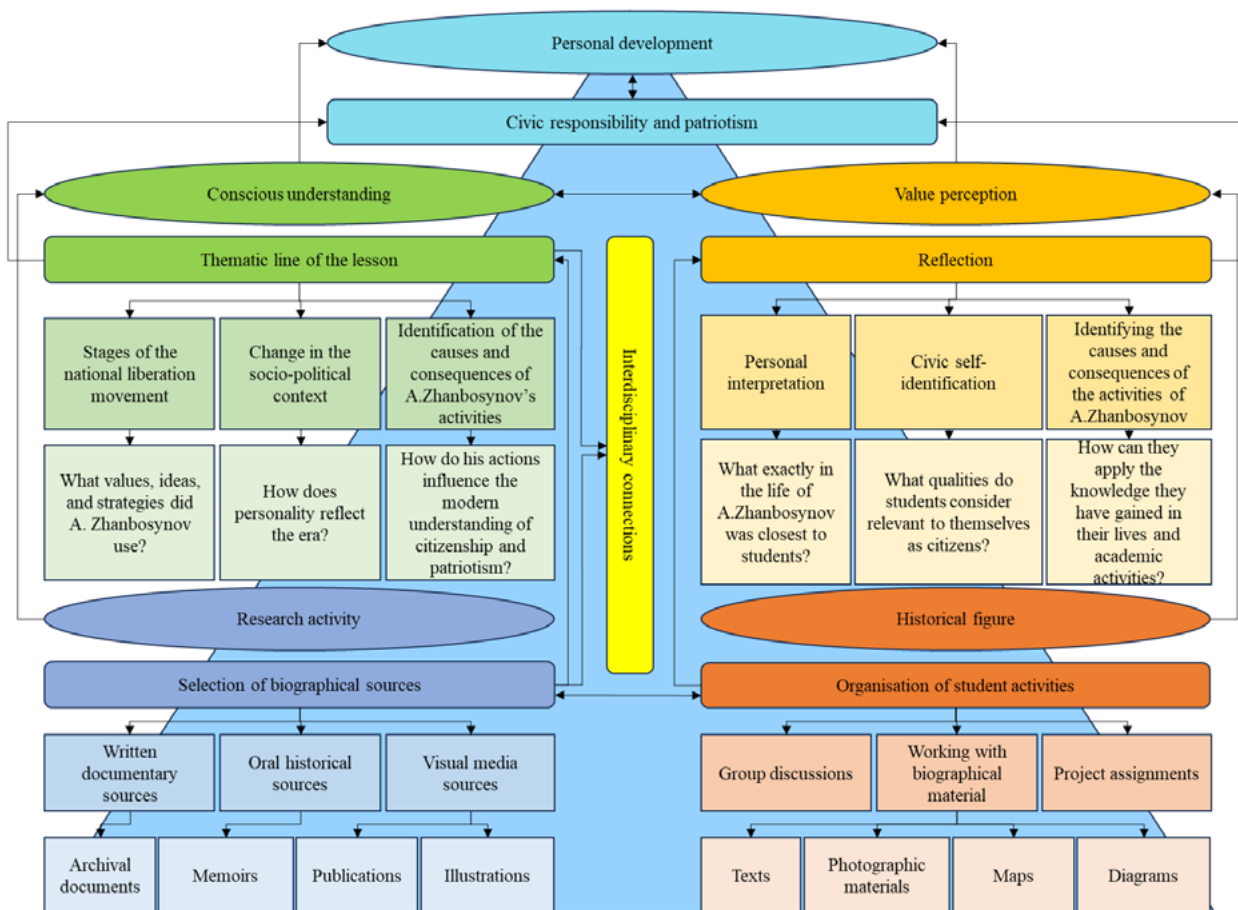 Personal development
Civic responsibility and patriotism
Conscious understanding
Value perception
Thematic line of the lesson
Reflection
Stages of the
national liberation
movement
Change in the
socio-political
context
Identification of the
causes and
consequences of
A.Zhanbosynov's
activities
Personal
interpretation
Civic self-
identification
Identifying the
causes and
consequences of
the activities of
A.Zhanbosynov
What values, ideas,
and strategies did
A. Zhanbosynov
use?
How does
personality reflect
the era?
How do his actions
influence the
modern
understanding of
citizenship and
patriotism?
Interdisciplinary connections
What exactly in
the life of
A.Zhanbosynov
was closest to
students?
What qualities do
students consider
relevant to themselves
as citizens?
How can they
apply the
knowledge they
have gained in
their lives and
academic
activities?
Research activity
Historical figure
Selection of biographical sources
Organisation of student activities
Written
documentary
sources
Oral historical
sources
Visual media
sources
Group discussions
Working with
biographical
material
Project assignments
Archival
documents
Memoirs
Publications
Illustrations
Texts
Photographic
materials
Maps
Diagrams